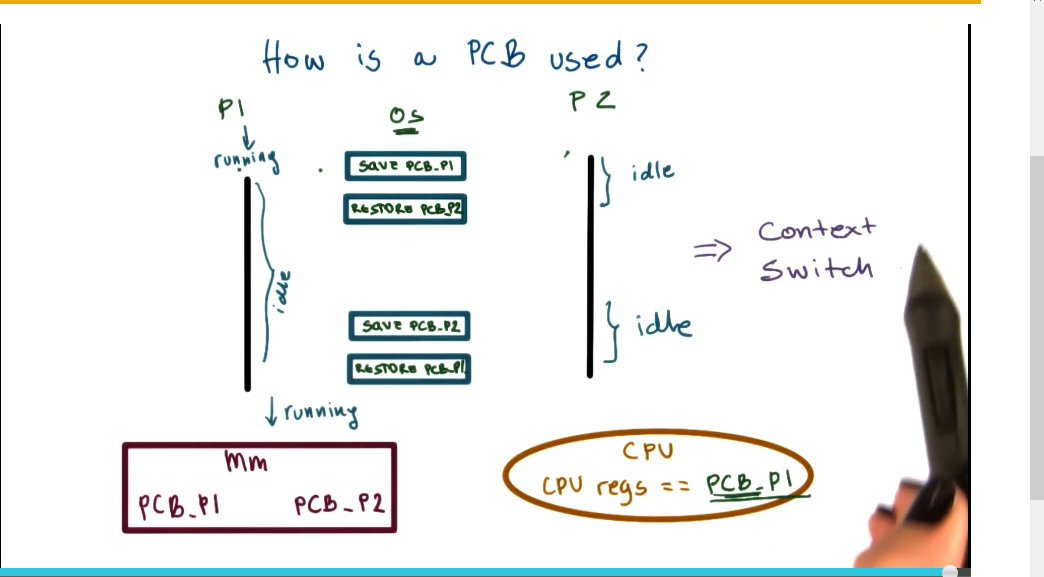 How is a PCB used?
P1
OS
P2
running
SAVE PCB_P1
idle
RESTORE PCB_P2
Context
Switch
idle
SAVE PCB_P2
idle
RESTORE PCB_P1
running
mm
PCB_P1 PCB_P2
CPU
CPU regs == PCB_P1